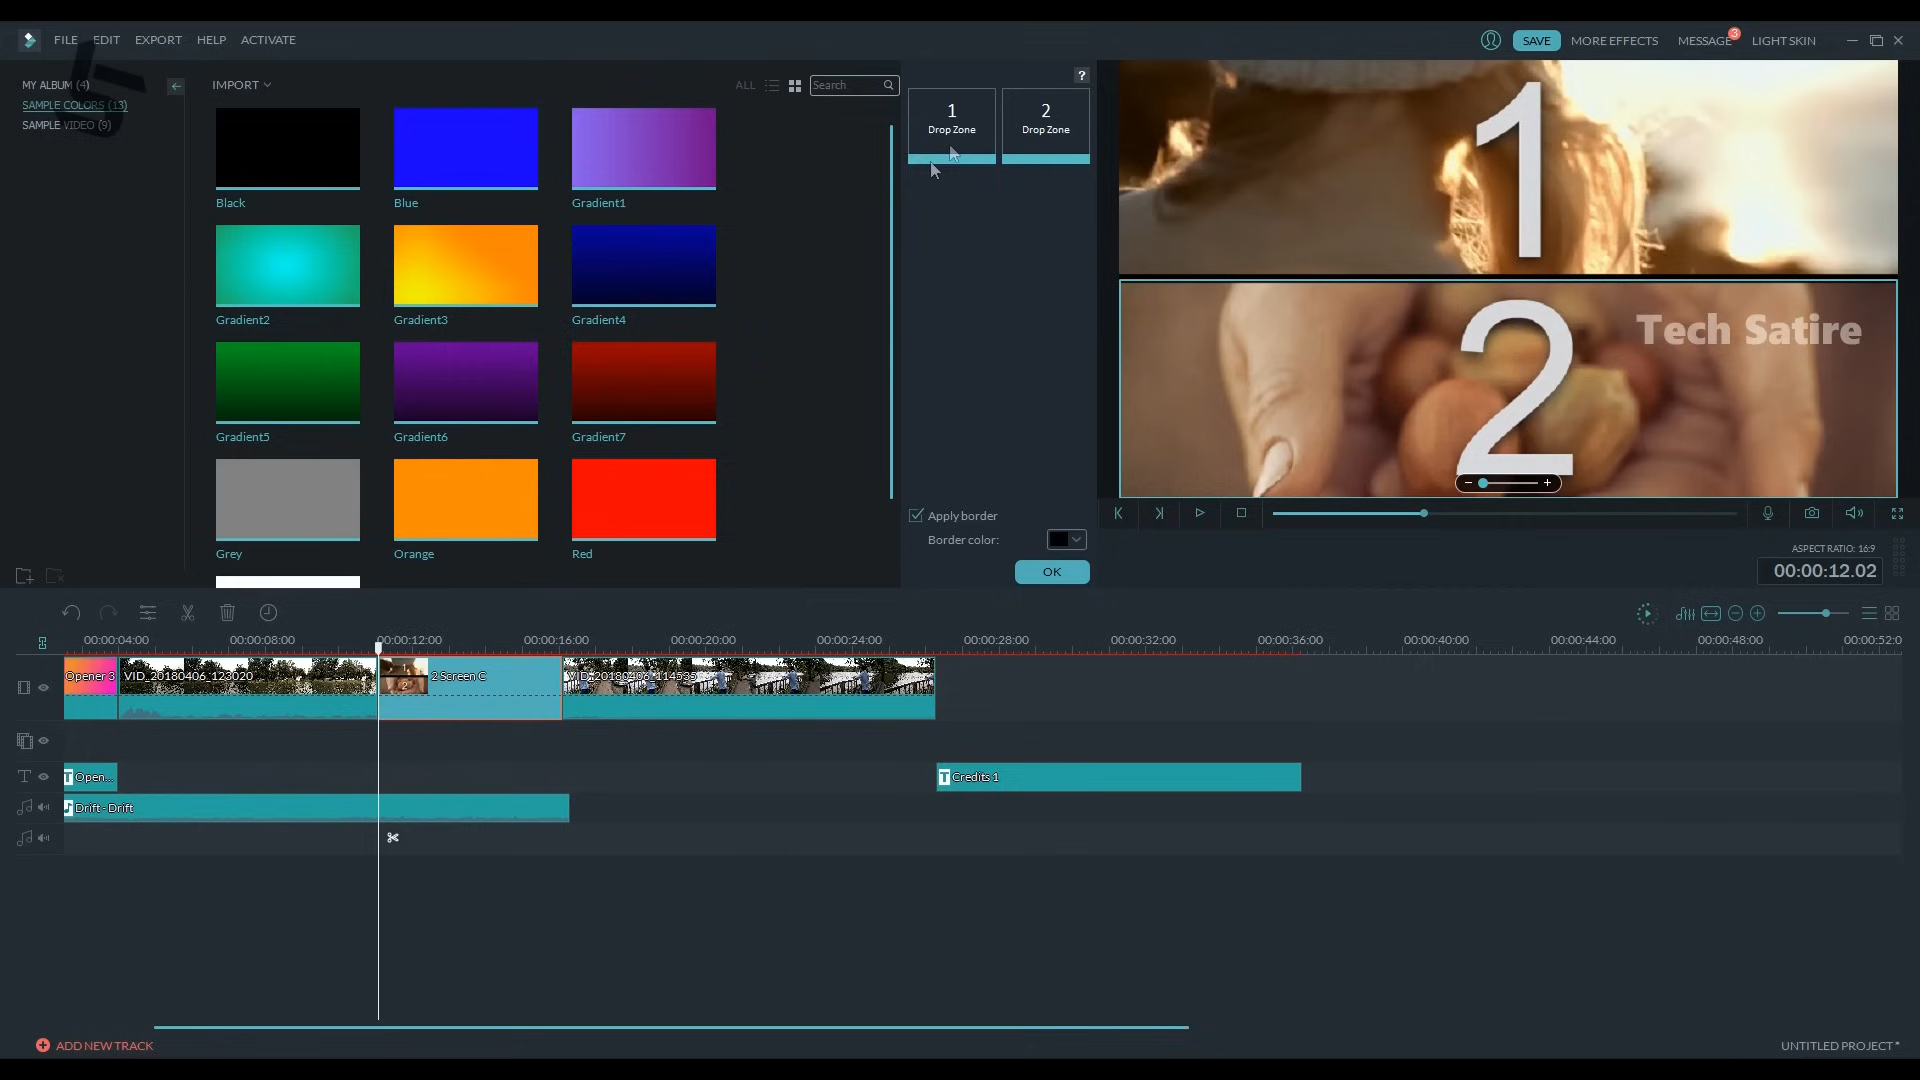 FILE EDIT EXPORT HELP ACTIVATE
SAVE MORE EFFECTS MESSAGE 3 LIGHT SKIN
MY ALBUM (4)
SAMPLE COLORS (13)
SAMPLE VIDEO (9)
IMPORT
ALL
Search
?
Black
Blue
Gradient1
Gradient2
Gradient3
Gradient4
Gradient5
Gradient6
Gradient7
Grey
Orange
Red
1
Drop Zone
2
Drop Zone
Apply border
Border color:
OK
1
2
Tech Satire
ASPECT RATIO: 16:9
00:00:12.02
00:00:04:00 00:00:08:00 00:00:12:00 00:00:16:00 00:00:20:00 00:00:24:00 00:00:28:00 00:00:32:00 00:00:36:00 00:00:40:00 00:00:44:00 00:00:48:00 00:00:52:0
Opener 3
VID_20180406_123020
2
2 Screen C
VID_20180406_114535
T Open...
T Credits 1
Drift - Drift
ADD NEW TRACK
UNTITLED PROJECT *